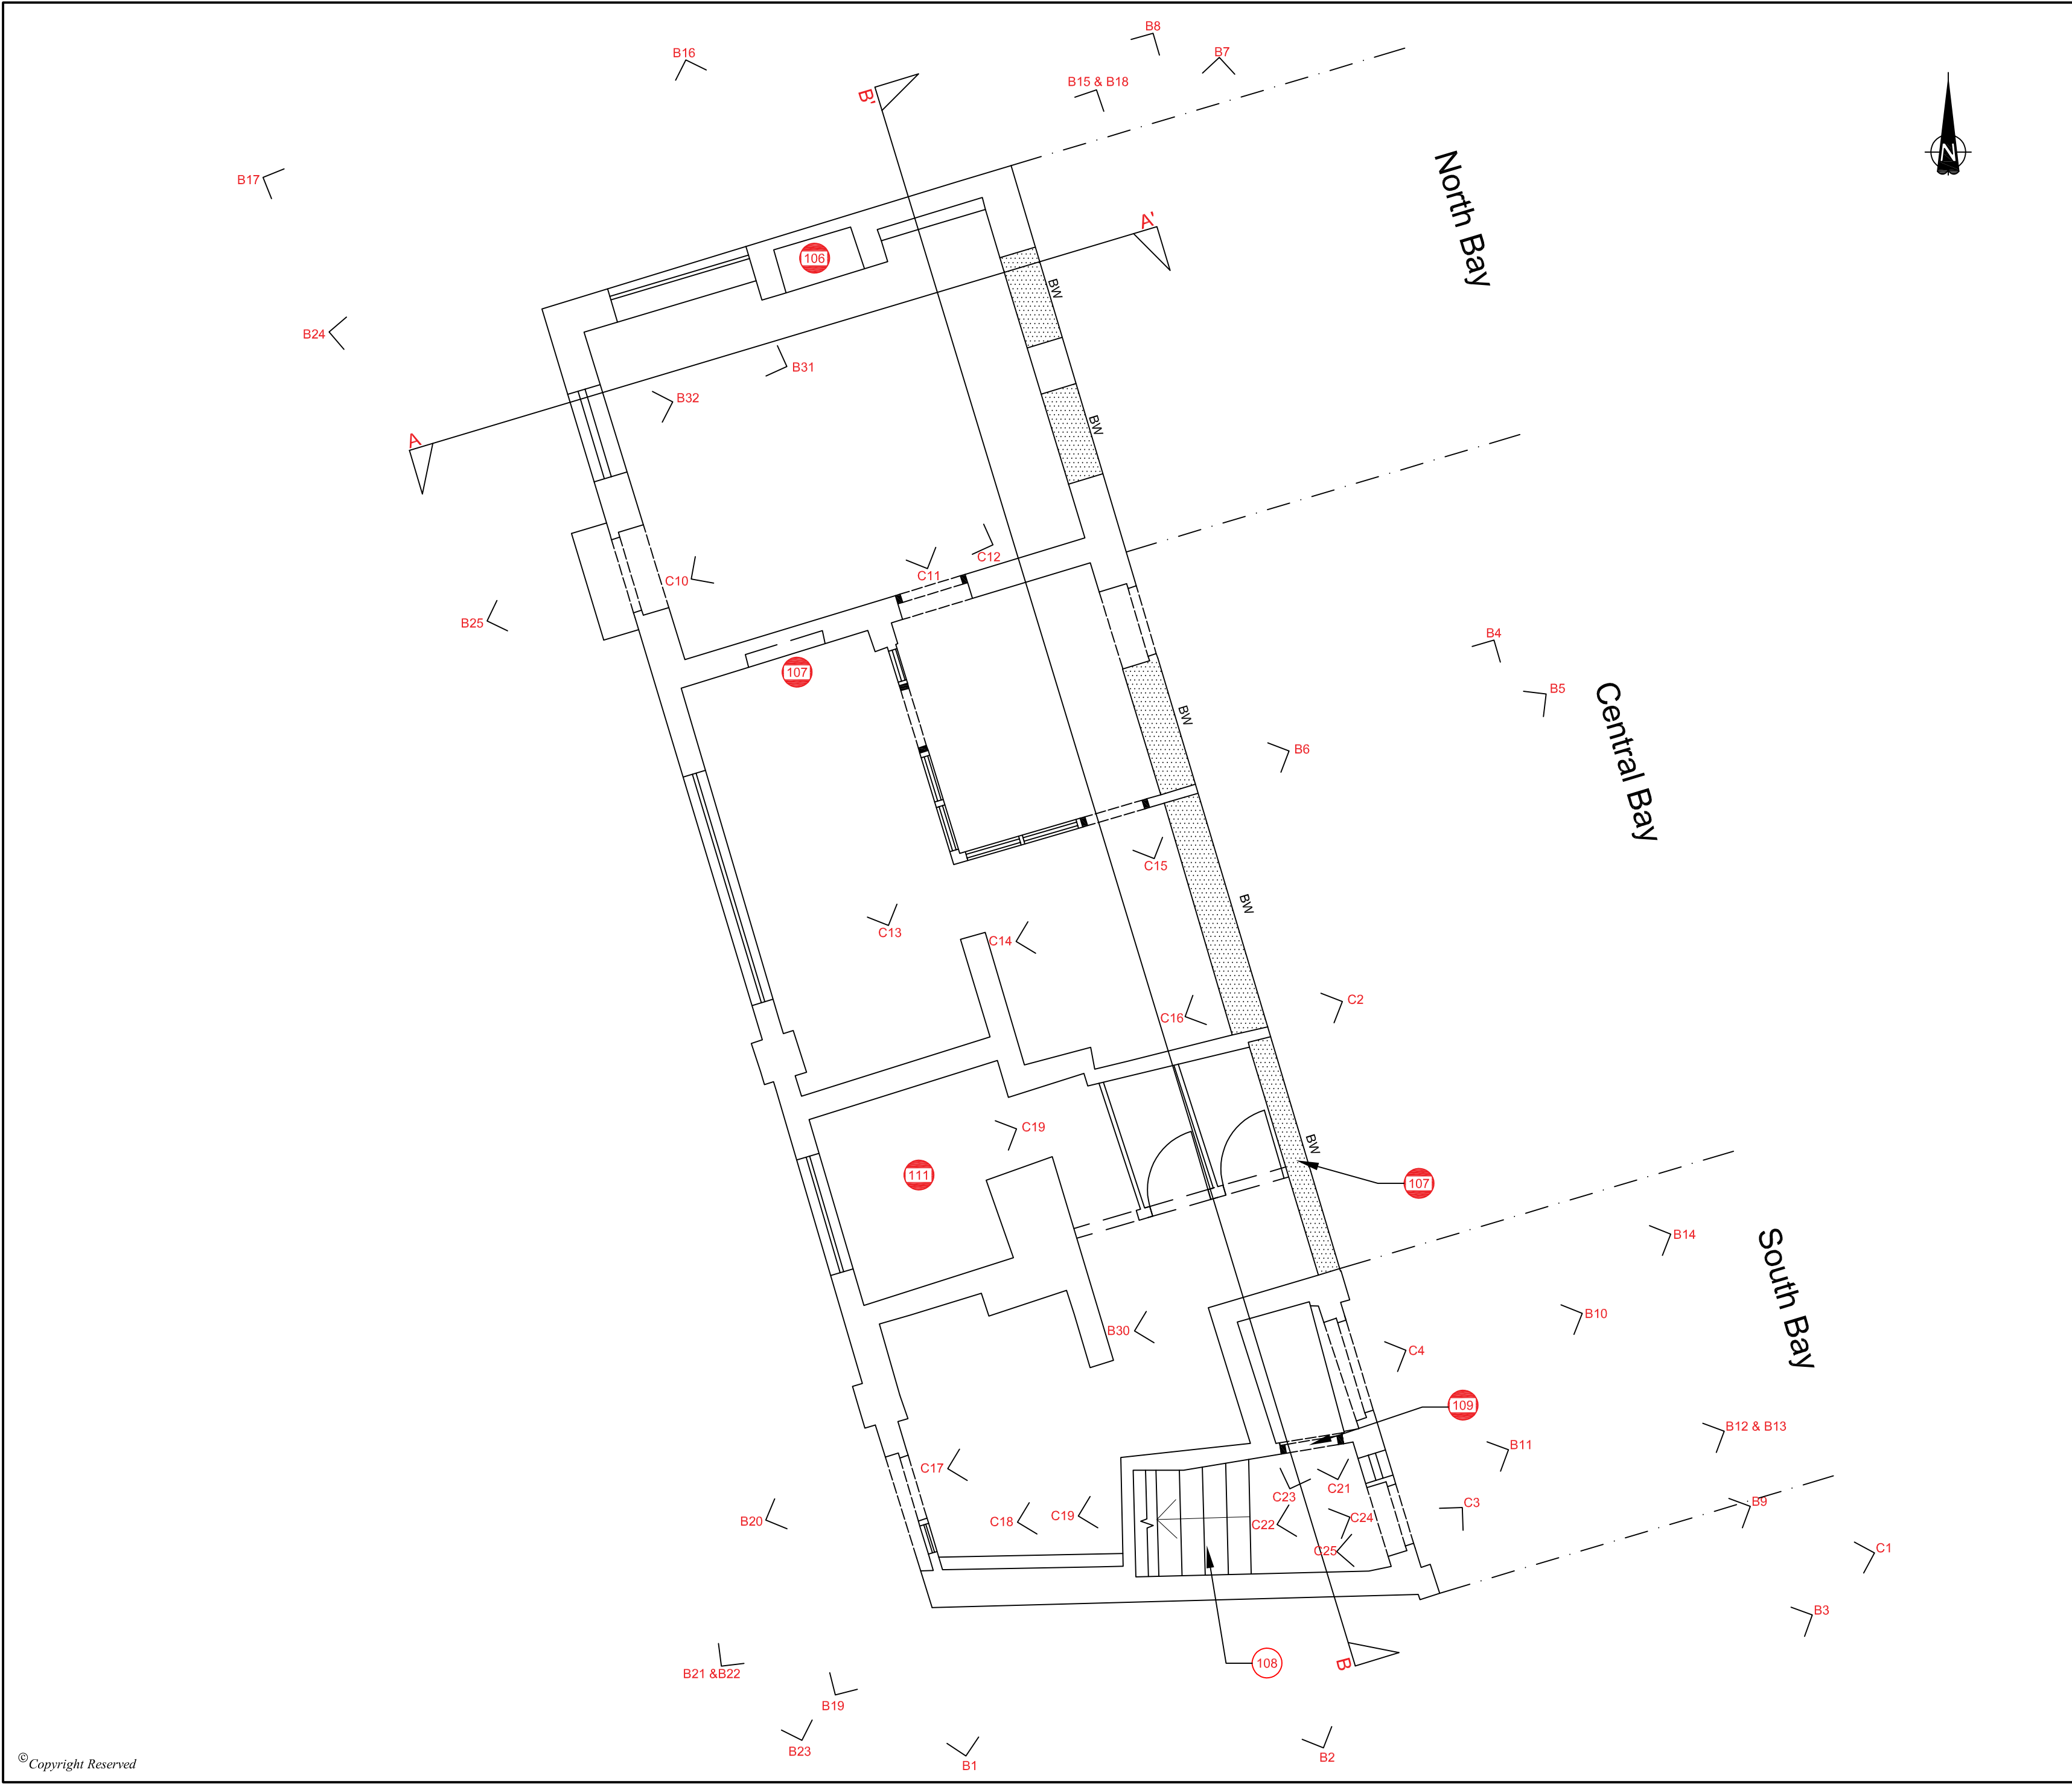 B8
B16
B7
B15 & B18
B'
N
North Bay
B17
A'
106
BW
B24
B31
B32
BW
A
C12
C11
C10
B25
B4
107
B5
BW
Central Bay
B6
C15
BW
C13
C14
C2
C16
C19
BW
111
107
B14
South Bay
B10
B30
C4
109
B12 & B13
B11
C17
C21
C23
B9
C3
B20
C18
C19
C22
C24
C25
C1
B3
108
B
B21 &B22
B19
B23
B2
B1
©Copyright Reserved